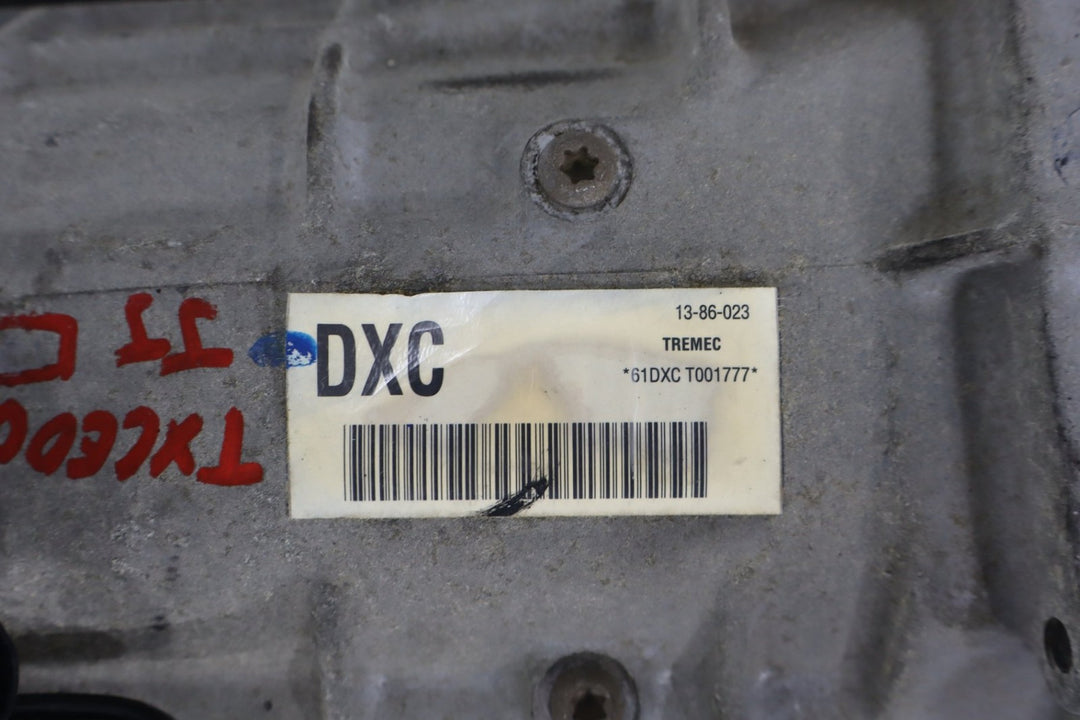 DXC
13-86-023
TREMEC
*61DXC T001777*